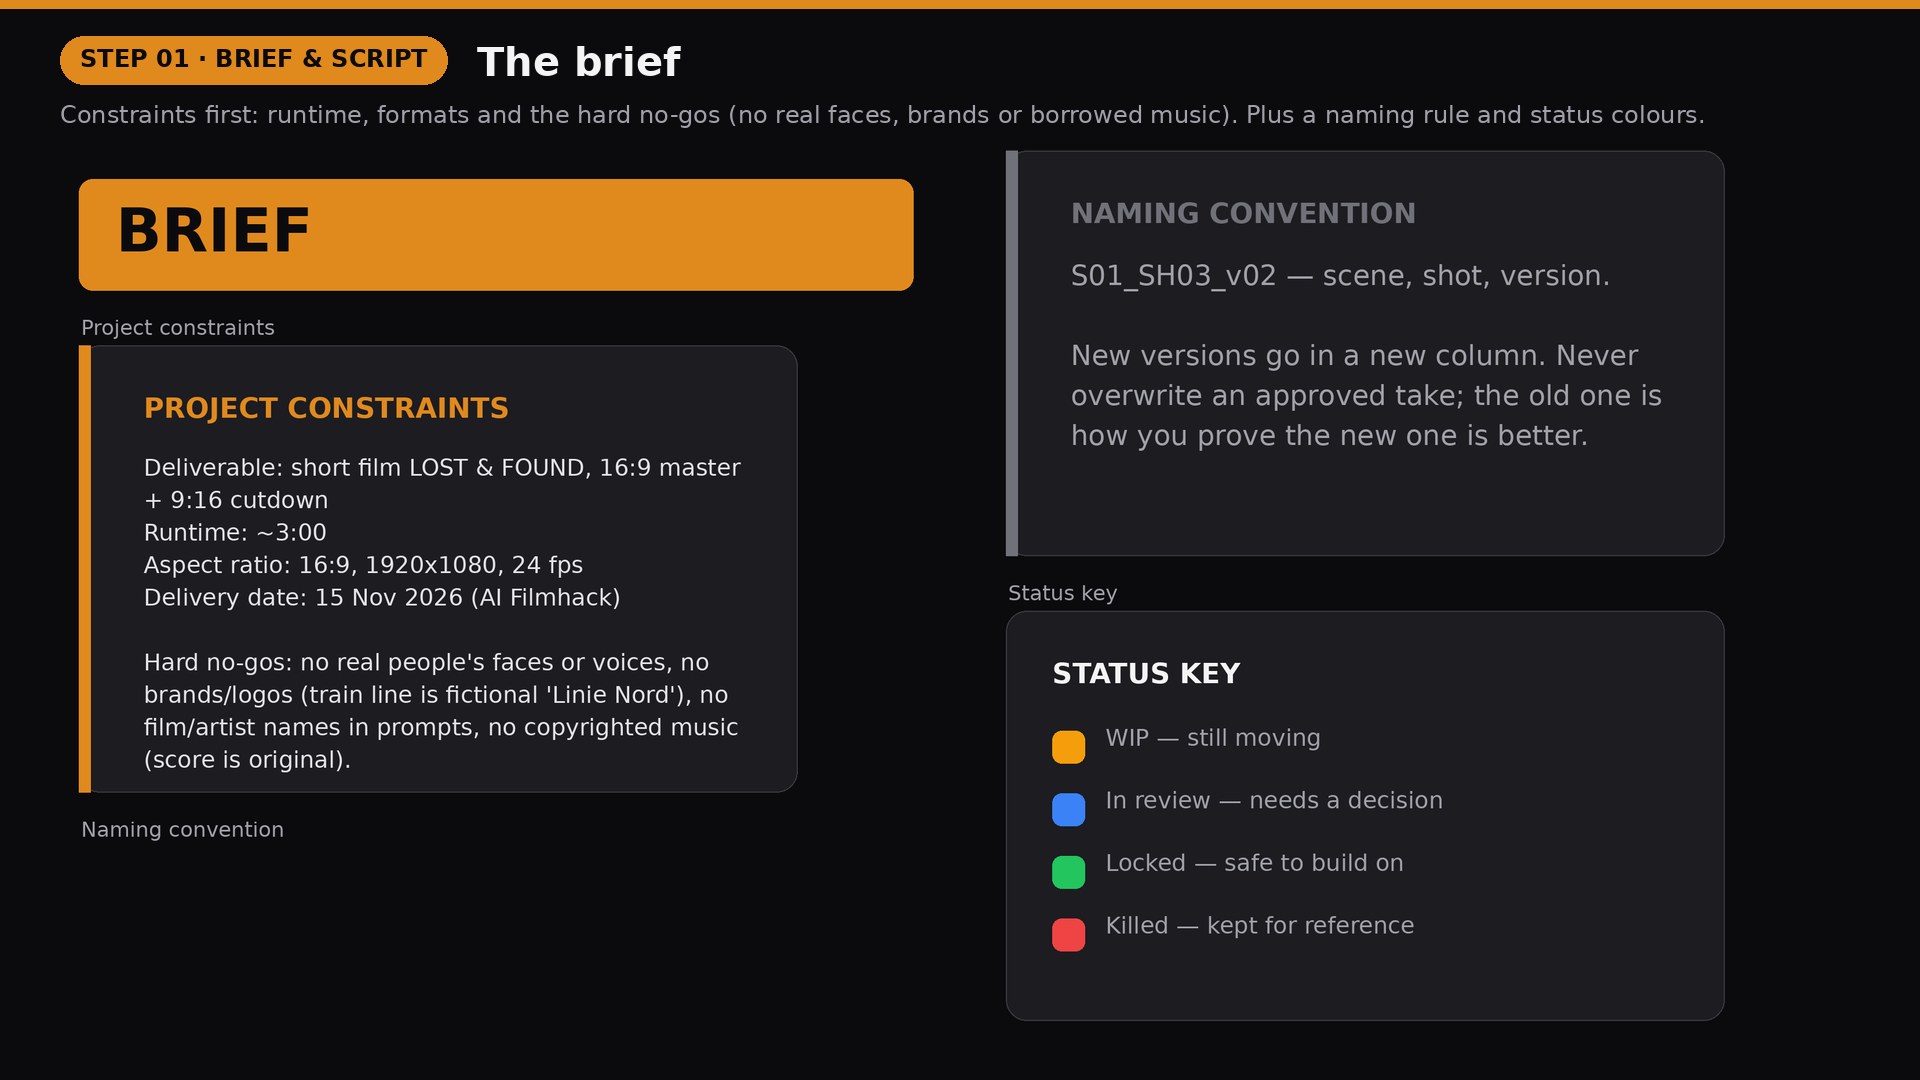 STEP 01 · BRIEF & SCRIPT
The brief
Constraints first: runtime, formats and the hard no-gos (no real faces, brands or borrowed music). Plus a naming rule and status colours.
BRIEF
Project constraints
PROJECT CONSTRAINTS
Deliverable: short film LOST & FOUND, 16:9 master
+ 9:16 cutdown
Runtime: ~3:00
Aspect ratio: 16:9, 1920x1080, 24 fps
Delivery date: 15 Nov 2026 (AI Filmhack)
Hard no-gos: no real people's faces or voices, no
brands/logos (train line is fictional 'Linie Nord'), no
film/artist names in prompts, no copyrighted music
(score is original).
Naming convention
NAMING CONVENTION
S01_SH03_v02 — scene, shot, version.
New versions go in a new column. Never
overwrite an approved take; the old one is
how you prove the new one is better.
Status key
STATUS KEY
WIP — still moving
In review — needs a decision
Locked — safe to build on
Killed — kept for reference